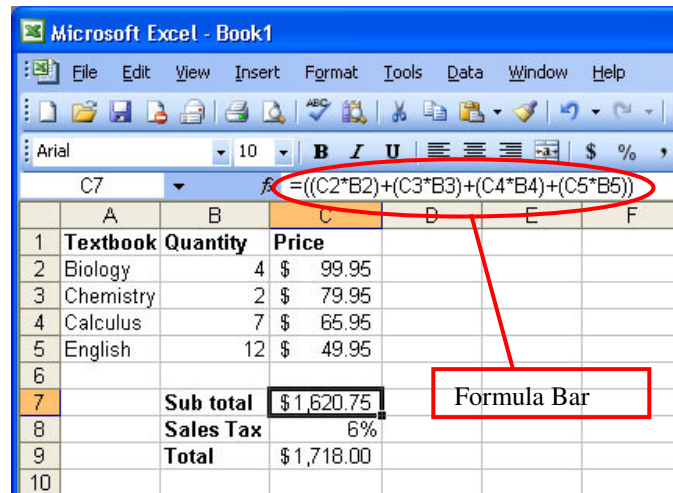 Microsoft Excel - Book1
File Edit View Insert Format Tools Data Window Help
ABC
Arial 10 B I U a $ % ,
C7 fx =((C2*B2)+(C3*B3)+(C4*B4)+(C5*B5))
A B C D E F
1 Textbook Quantity Price
2 Biology 4 $ 99.95
3 Chemistry 2 $ 79.95
4 Calculus 7 $ 65.95
5 English 12 $ 49.95
6
7 Sub total $1,620.75 Formula Bar
8 Sales Tax 6%
9 Total $1,718.00
10